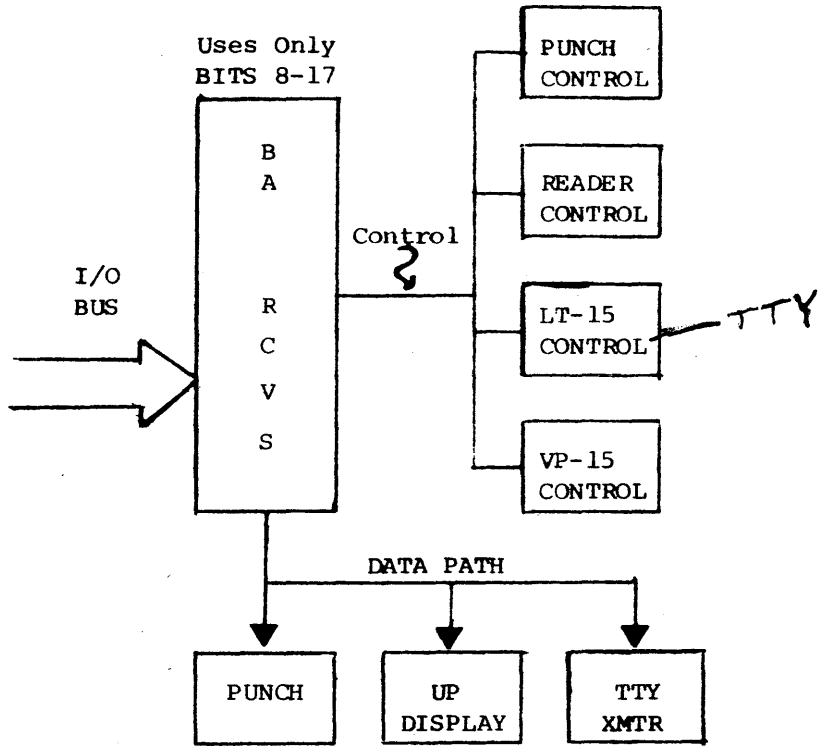 Uses Only
BITS 8-17
B
A
R
C
V
S
I/O
BUS
Control
PUNCH
CONTROL
READER
CONTROL
LT-15
CONTROL
TTY
VP-15
CONTROL
DATA PATH
PUNCH
UP
DISPLAY
TTY
XMTR